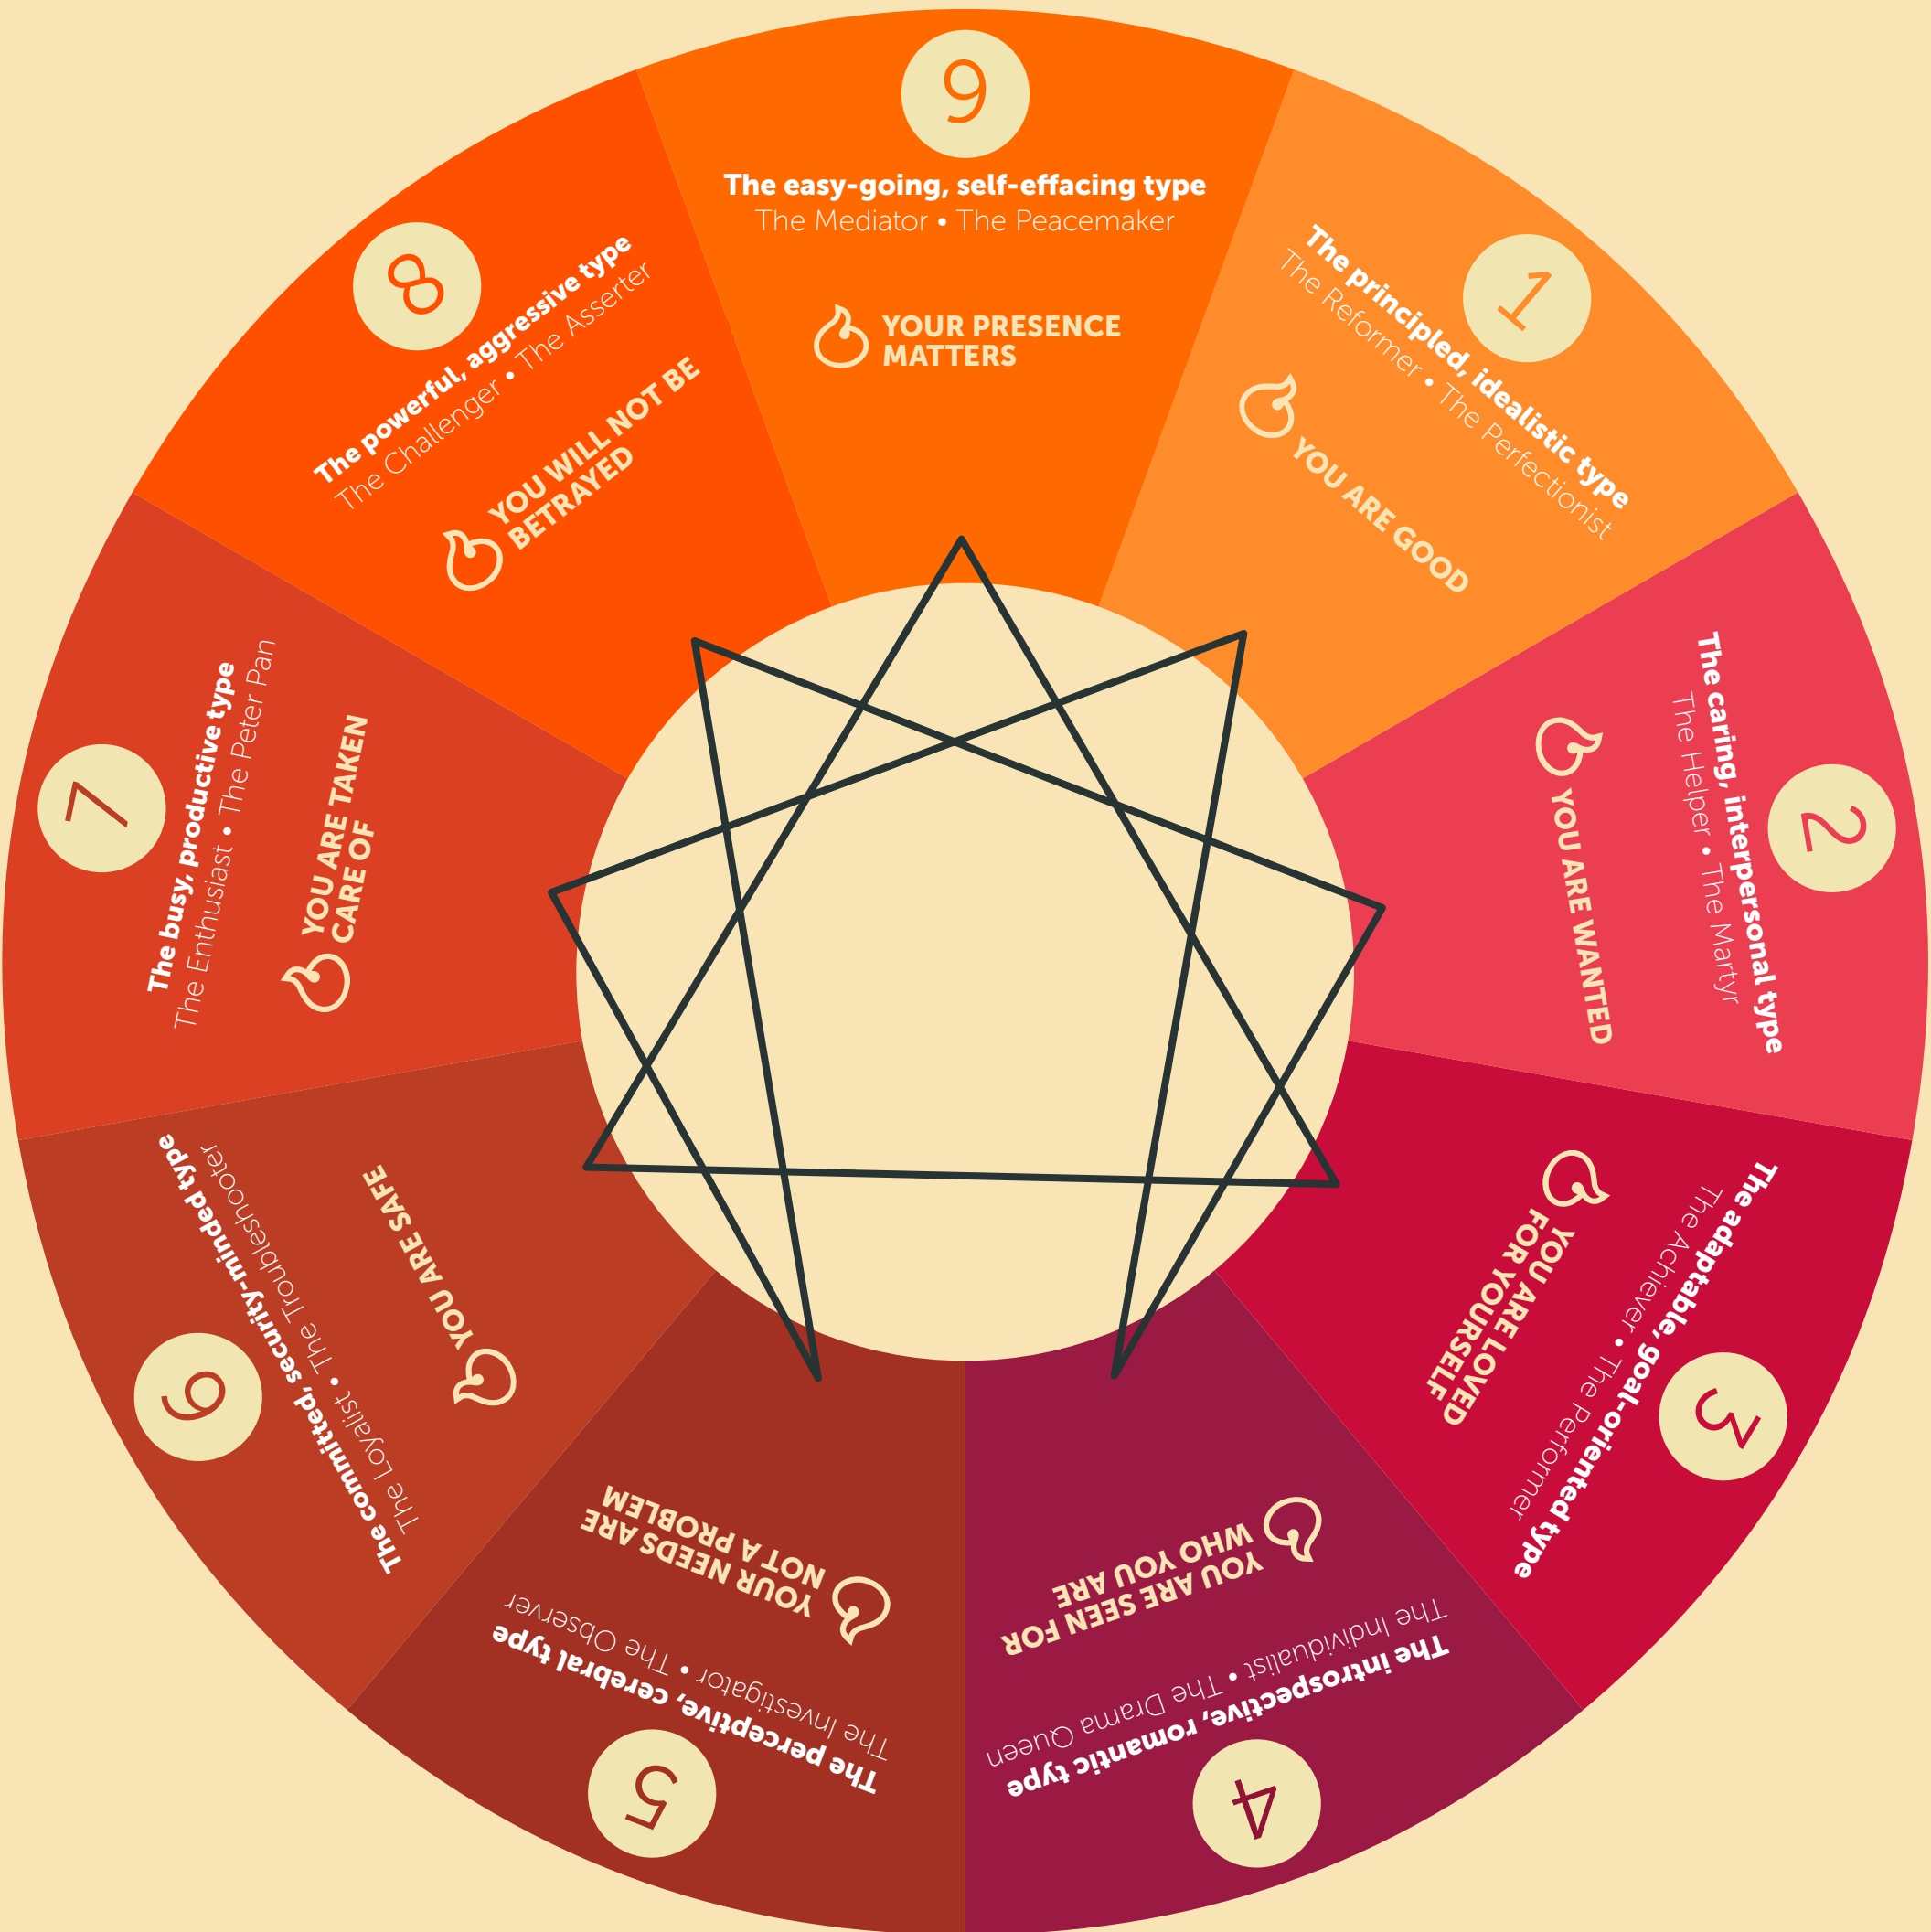 9
The easy-going, self-effacing type
The Mediator • The Peacemaker
YOUR PRESENCE
MATTERS
1
The principled, idealistic type
The Reformer • The Perfectionist
YOU ARE GOOD
2
The caring, interpersonal type
The Helper • The Martyr
YOU ARE WANTED
3
The adaptable, goal-oriented type
The Achiever • The Performer
YOU ARE LOVED
FOR YOURSELF
4
The introspective, romantic type
The Individualist • The Drama Queen
YOU ARE SEEN FOR
WHO YOU ARE
5
The perceptive, cerebral type
The Investigator • The Observer
YOUR NEEDS ARE
NOT A PROBLEM
6
The committed, security-minded type
The Loyalist • The Troubleshooter
YOU ARE SAFE
7
The busy, productive type
The Enthusiast • The Peter Pan
YOU ARE TAKEN
CARE OF
8
The powerful, aggressive type
The Challenger • The Asserter
YOU WILL NOT BE
BETRAYED